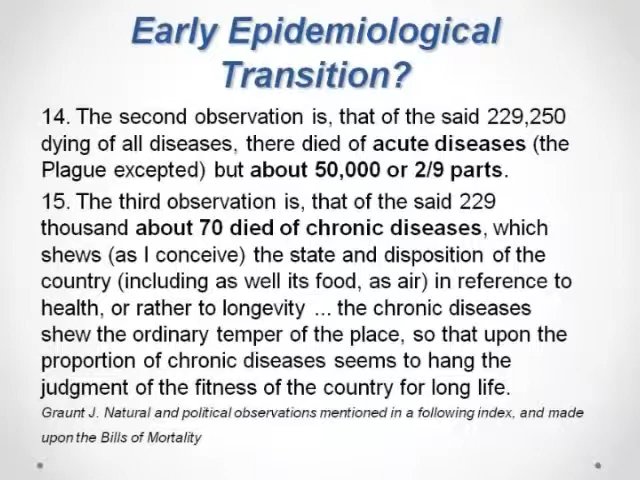 Early Epidemiological
Transition?
14. The second observation is, that of the said 229,250
dying of all diseases, there died of acute diseases (the
Plague excepted) but about 50,000 or 2/9 parts.
15. The third observation is, that of the said 229
thousand about 70 died of chronic diseases, which
shews (as I conceive) the state and disposition of the
country (including as well its food, as air) in reference to
health, or rather to longevity ... the chronic diseases
shew the ordinary temper of the place, so that upon the
proportion of chronic diseases seems to hang the
judgment of the fitness of the country for long life.
Graunt J. Natural and political observations mentioned in a following index, and made
upon the Bills of Mortality